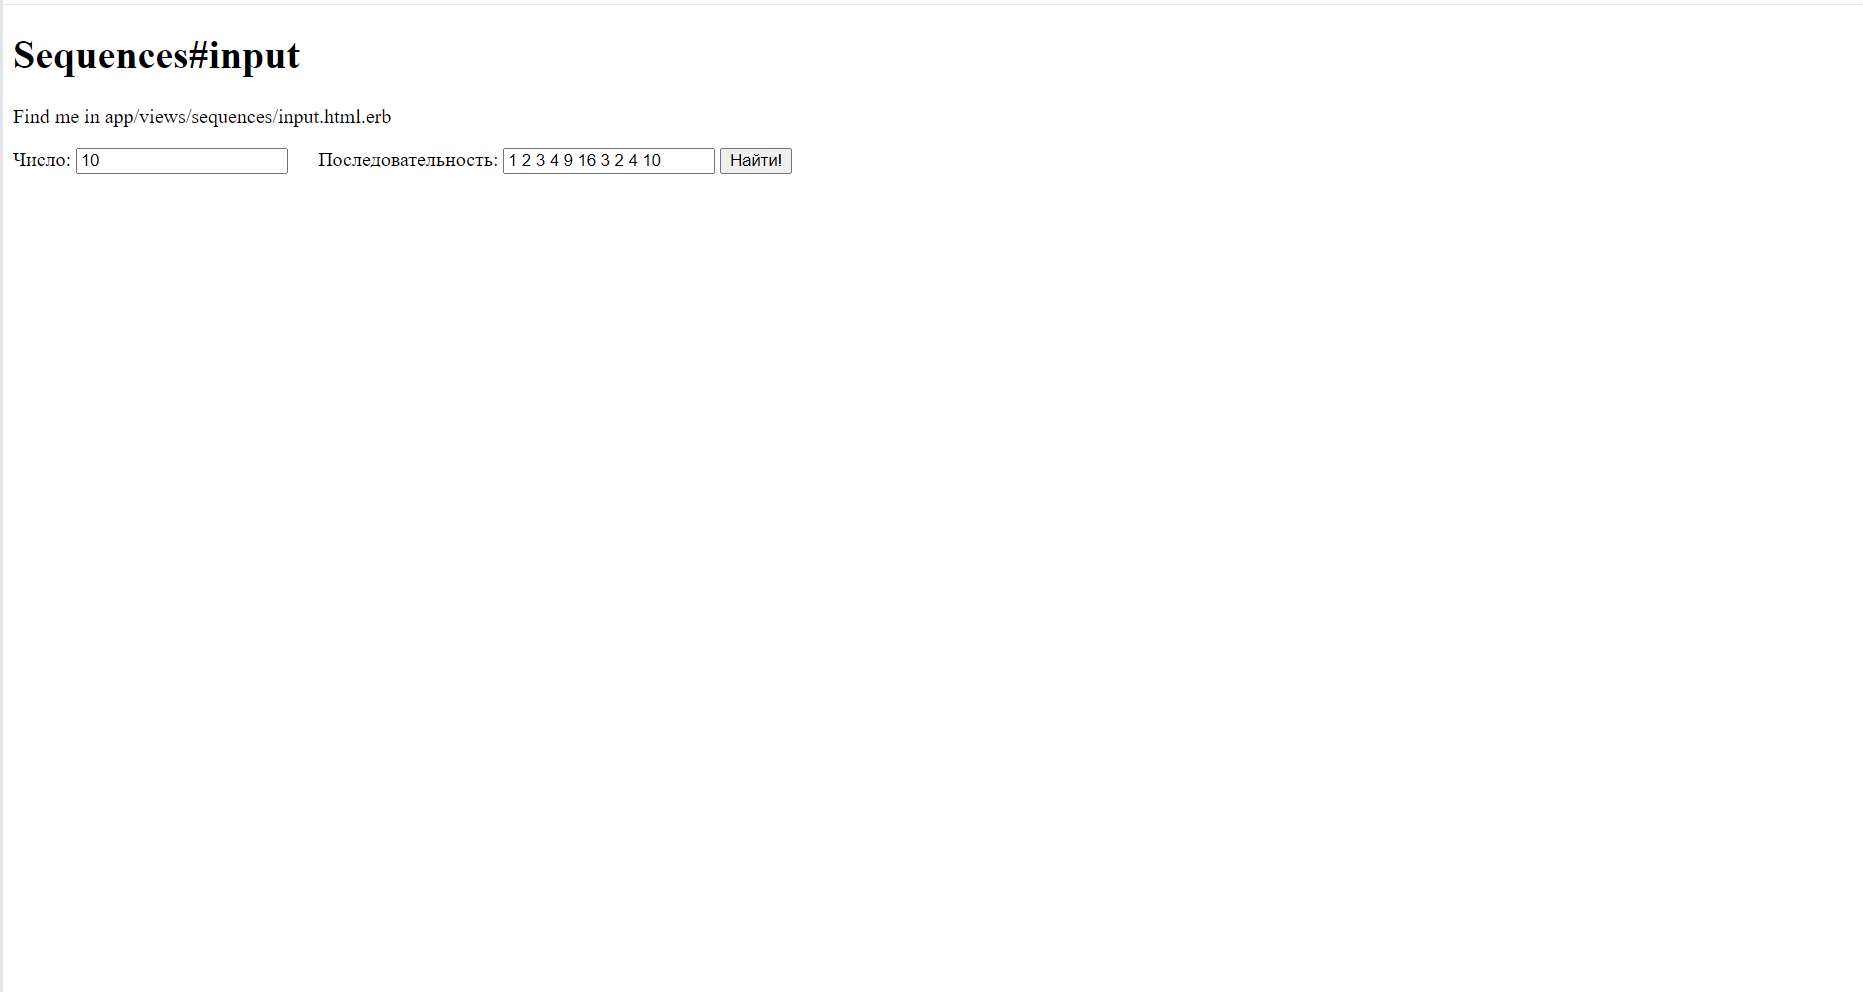 Sequences#input
Find me in app/views/sequences/input.html.erb
Число: 10 Последовательность: 1 2 3 4 9 16 3 2 4 10 Найти!